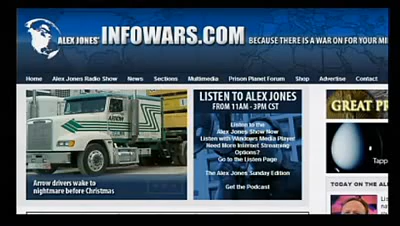 ALEX JONES' INFOWARS.COM BECAUSE THERE IS A WAR ON FOR YOUR MI
Home Alex Jones Radio Show News Sections Multimedia Prison Planet Forum Shop Advertise Contact
LISTEN TO ALEX JONES
FROM 11AM - 3PM CST
Listen to the
Alex Jones Show Now
Listen with Windows Media Player
Need More Internet Streaming
Options?
Go to the Listen Page
The Alex Jones Sunday Edition
Get the Podcast
ARROW
Arrow drivers wake to
nightmare before Christmas
GREAT P
Tapp
TODAY ON THE AL
Lis